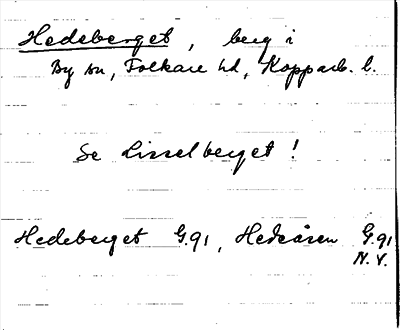 Hedeberget, berg i
By sn, Folkare hd, Kopparb. l.
Se Lisselberget!
Hedeberget G.91, Hedeåsen G.91
N.V.